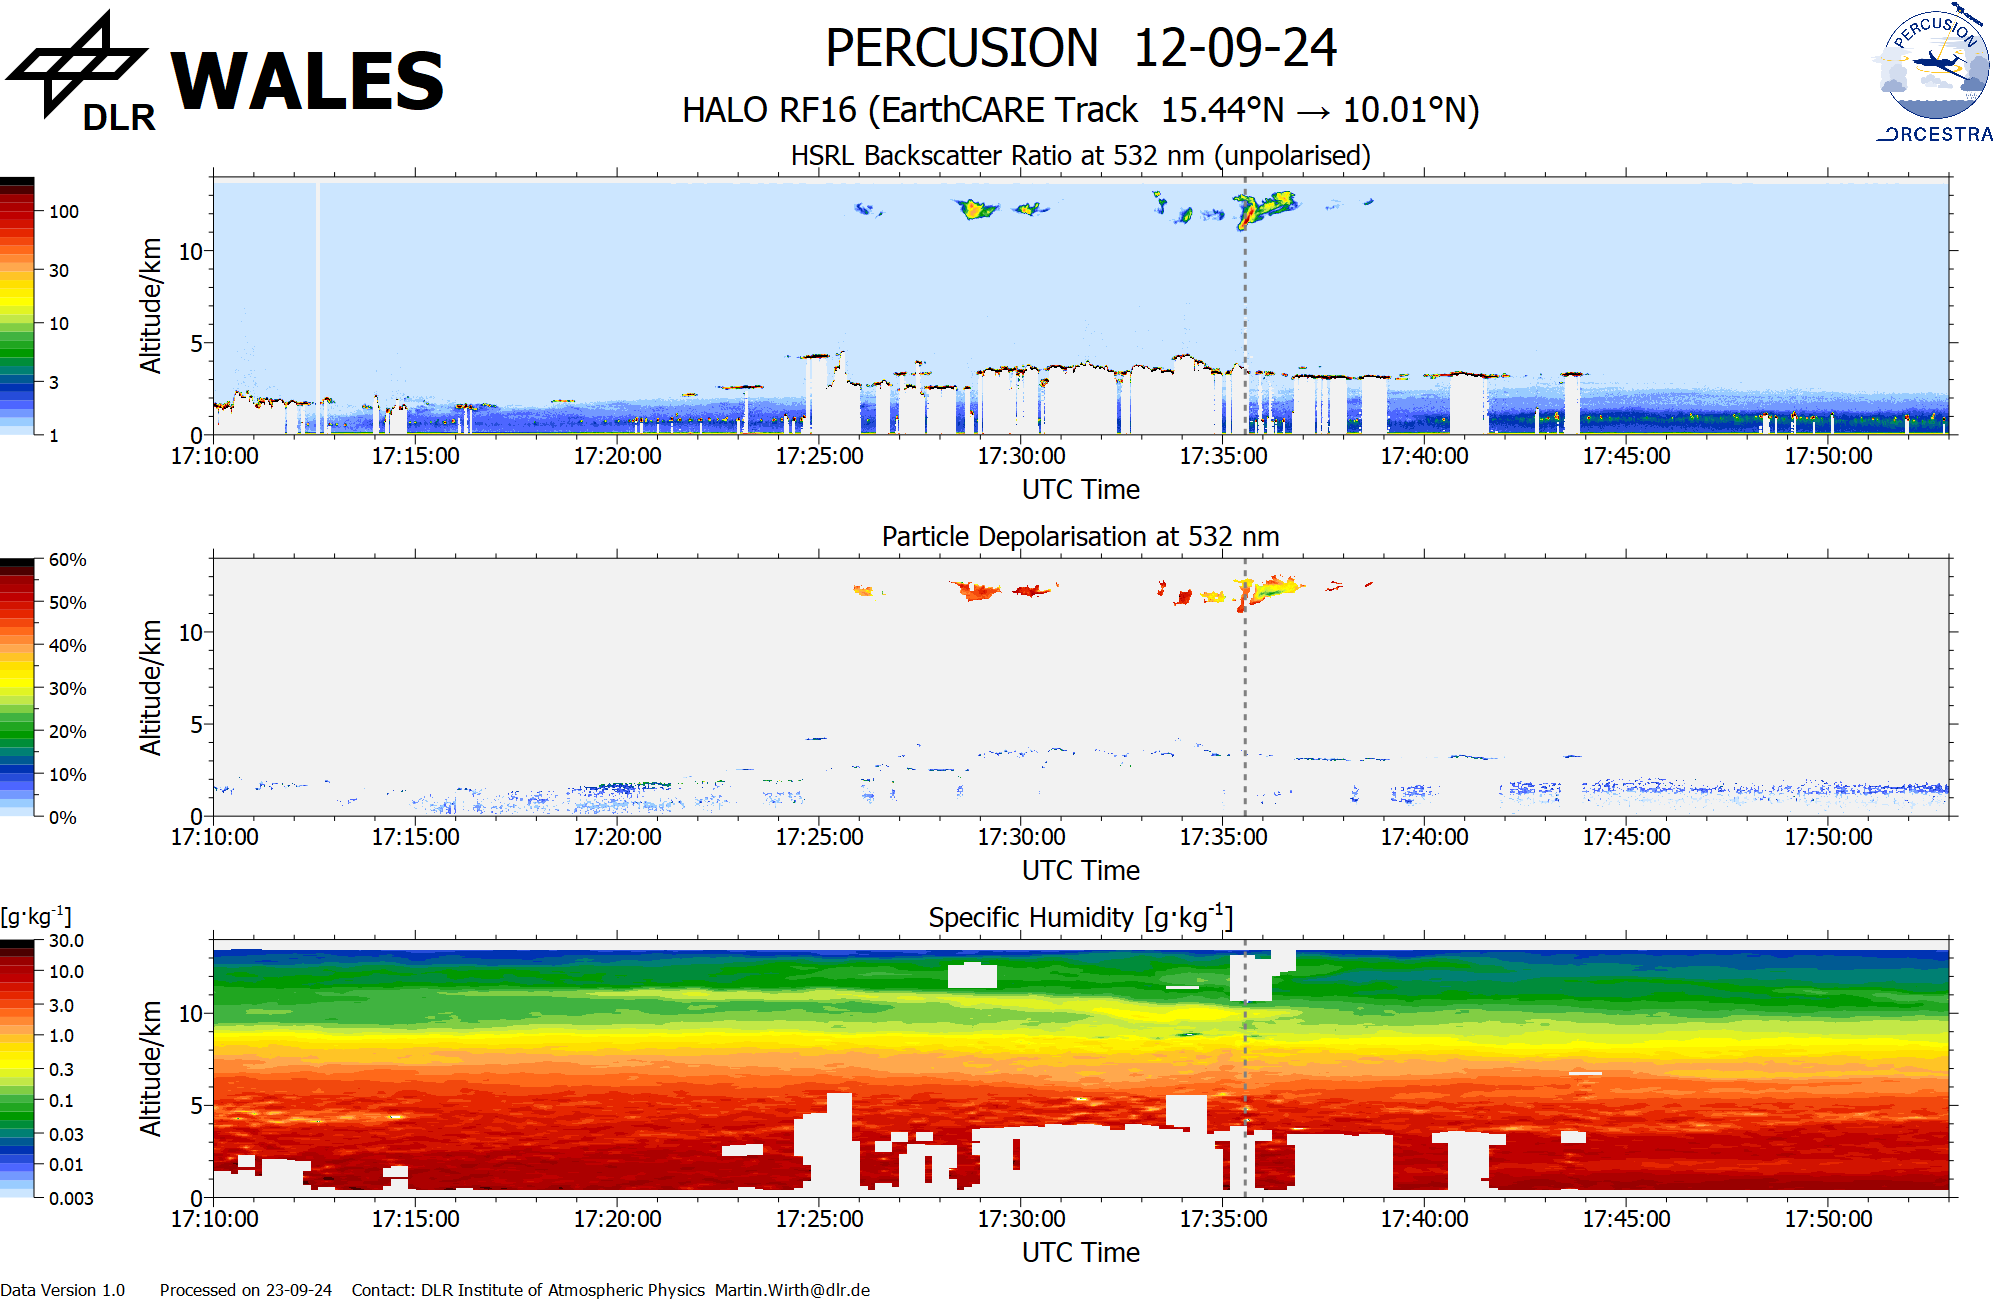 DLR
WALES
PERCUSION 12-09-24
HALO RF16 (EarthCARE Track 15.44°N → 10.01°N)
PERCUSION
ORCESTRA
HSRL Backscatter Ratio at 532 nm (unpolarised)
100
30
10
3
1
Altitude/km
10
5
0
17:10:00 17:15:00 17:20:00 17:25:00 17:30:00 17:35:00 17:40:00 17:45:00 17:50:00
UTC Time
Particle Depolarisation at 532 nm
60%
50%
40%
30%
20%
10%
0%
Altitude/km
10
5
0
17:10:00 17:15:00 17:20:00 17:25:00 17:30:00 17:35:00 17:40:00 17:45:00 17:50:00
UTC Time
Specific Humidity [g·kg⁻¹]
[g·kg⁻¹]
30.0
10.0
3.0
1.0
0.3
0.1
0.03
0.01
0.003
Altitude/km
10
5
0
17:10:00 17:15:00 17:20:00 17:25:00 17:30:00 17:35:00 17:40:00 17:45:00 17:50:00
UTC Time
Data Version 1.0 Processed on 23-09-24 Contact: DLR Institute of Atmospheric Physics Martin.Wirth@dlr.de